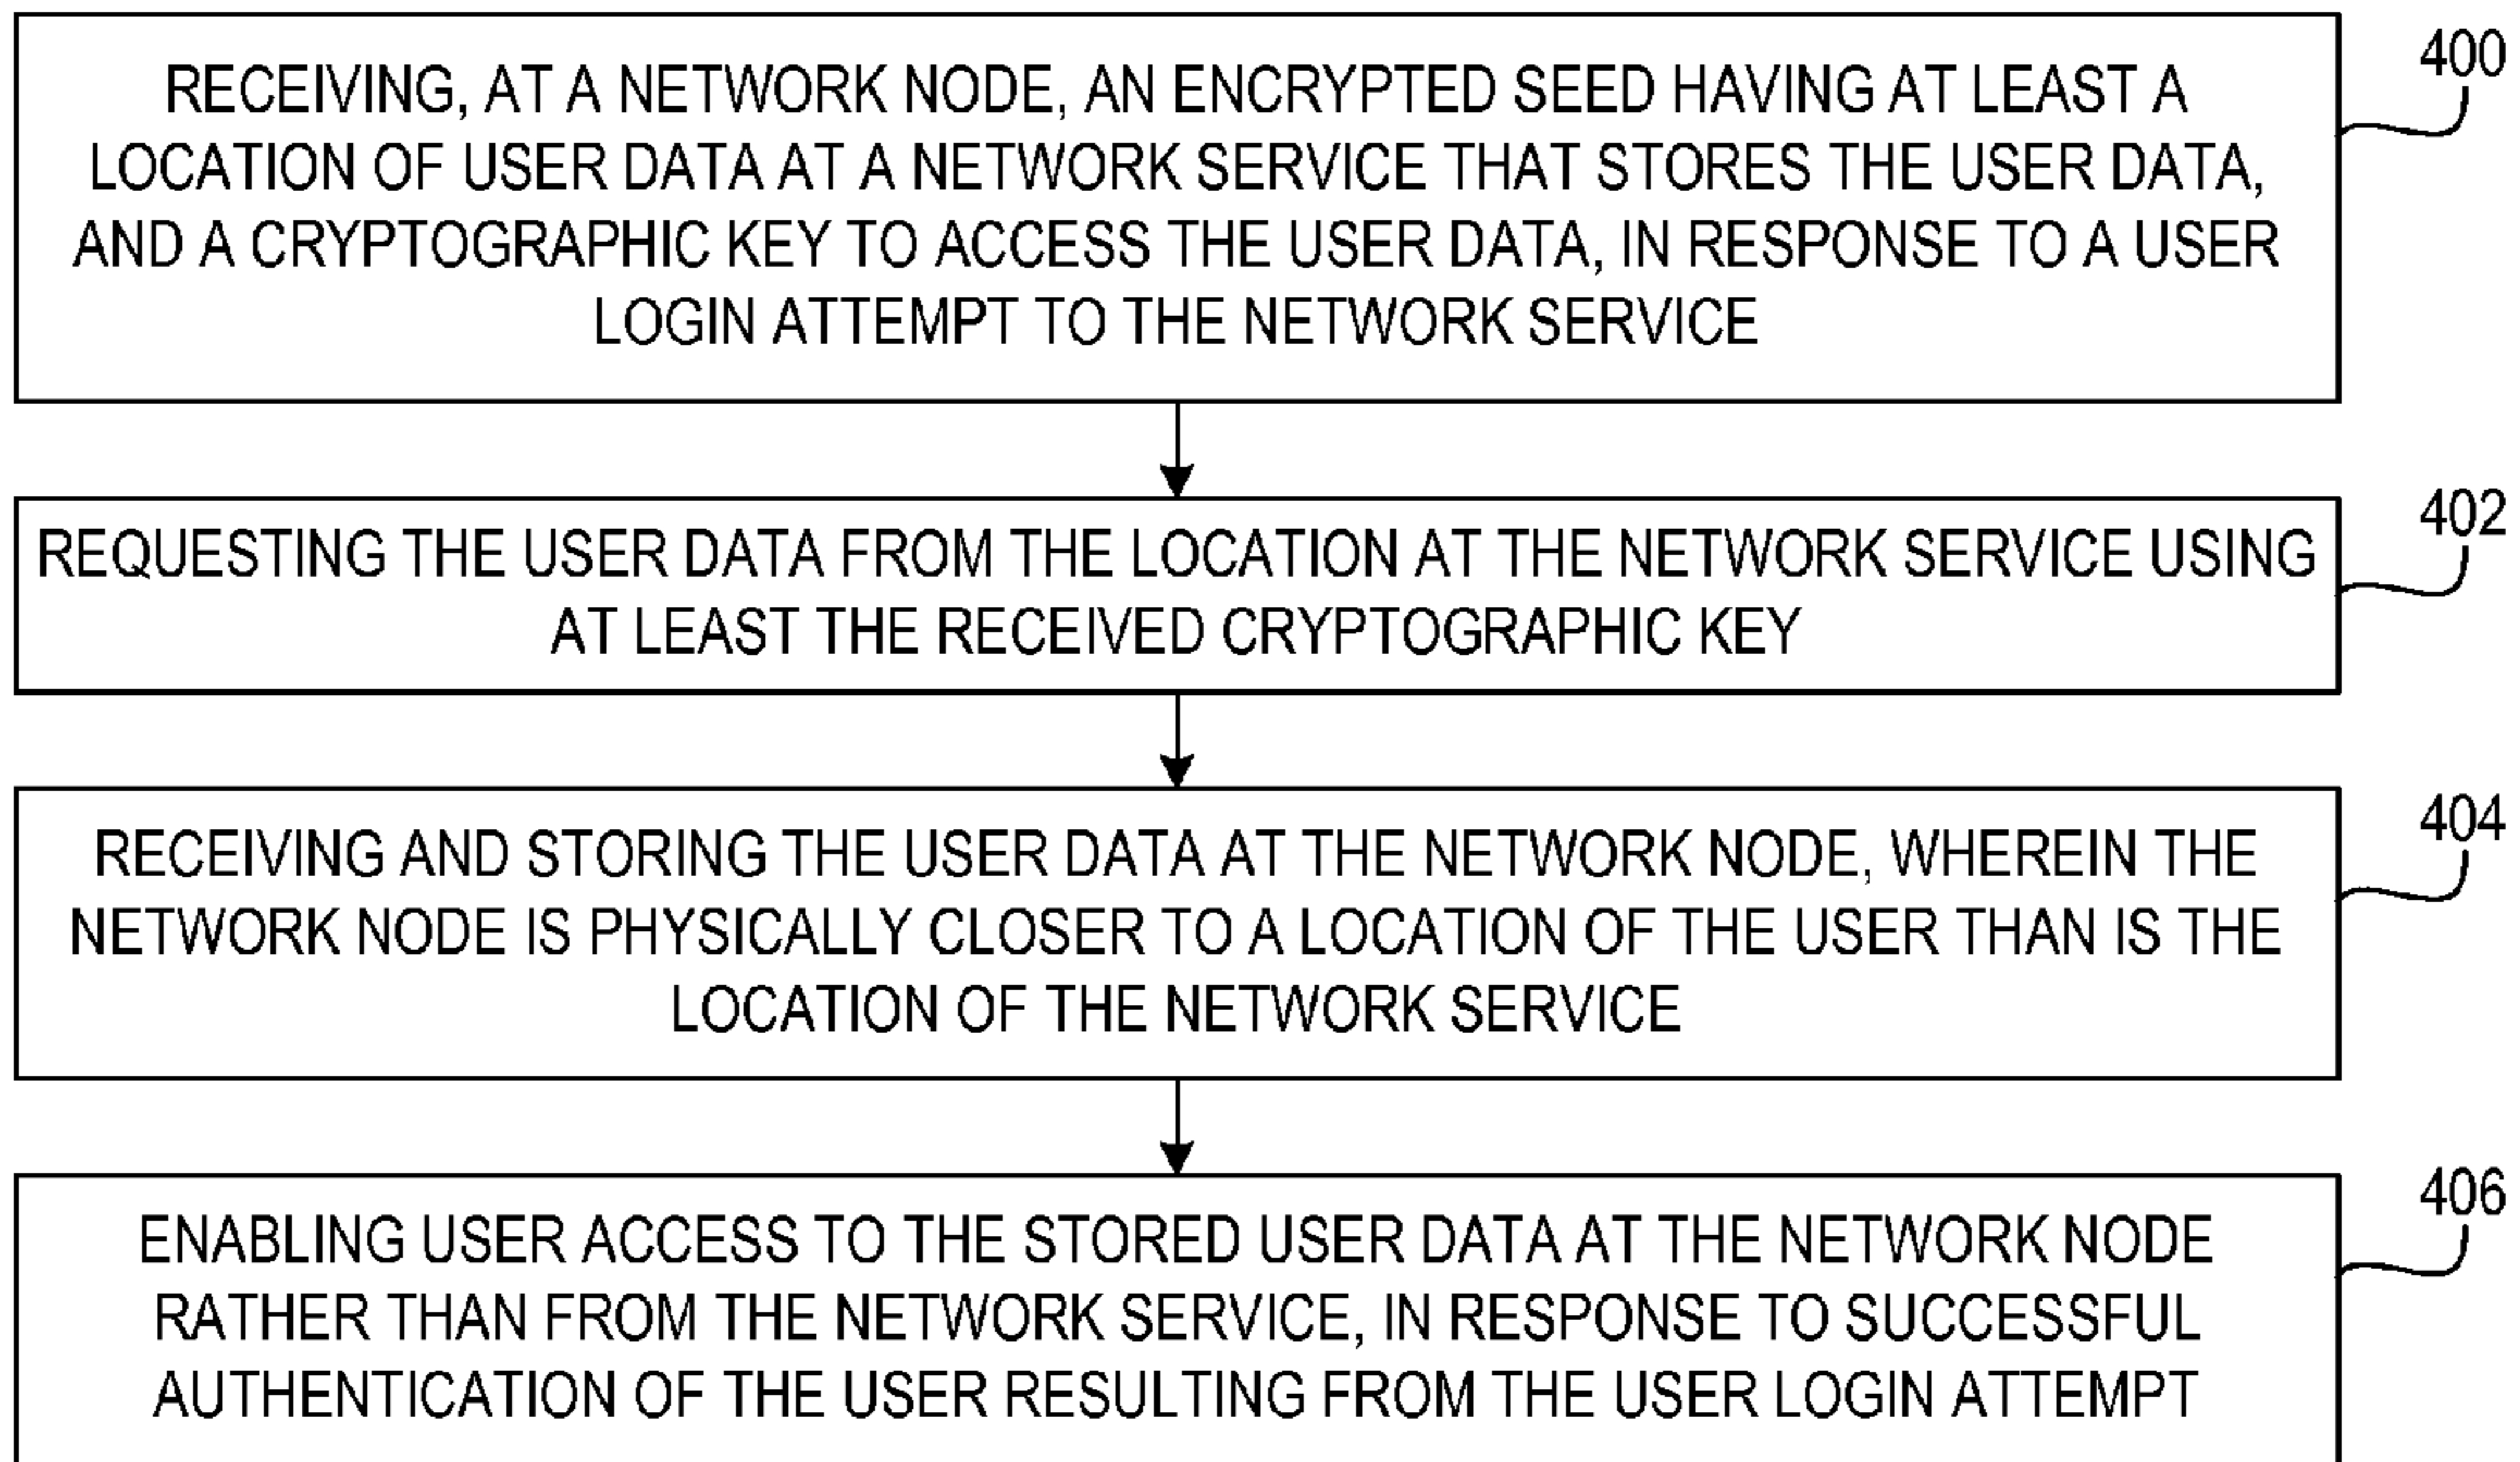 RECEIVING, AT A NETWORK NODE, AN ENCRYPTED SEED HAVING AT LEAST A
LOCATION OF USER DATA AT A NETWORK SERVICE THAT STORES THE USER DATA,
AND A CRYPTOGRAPHIC KEY TO ACCESS THE USER DATA, IN RESPONSE TO A USER
LOGIN ATTEMPT TO THE NETWORK SERVICE
400
REQUESTING THE USER DATA FROM THE LOCATION AT THE NETWORK SERVICE USING
AT LEAST THE RECEIVED CRYPTOGRAPHIC KEY
402
RECEIVING AND STORING THE USER DATA AT THE NETWORK NODE, WHEREIN THE
NETWORK NODE IS PHYSICALLY CLOSER TO A LOCATION OF THE USER THAN IS THE
LOCATION OF THE NETWORK SERVICE
404
ENABLING USER ACCESS TO THE STORED USER DATA AT THE NETWORK NODE
RATHER THAN FROM THE NETWORK SERVICE, IN RESPONSE TO SUCCESSFUL
AUTHENTICATION OF THE USER RESULTING FROM THE USER LOGIN ATTEMPT
406